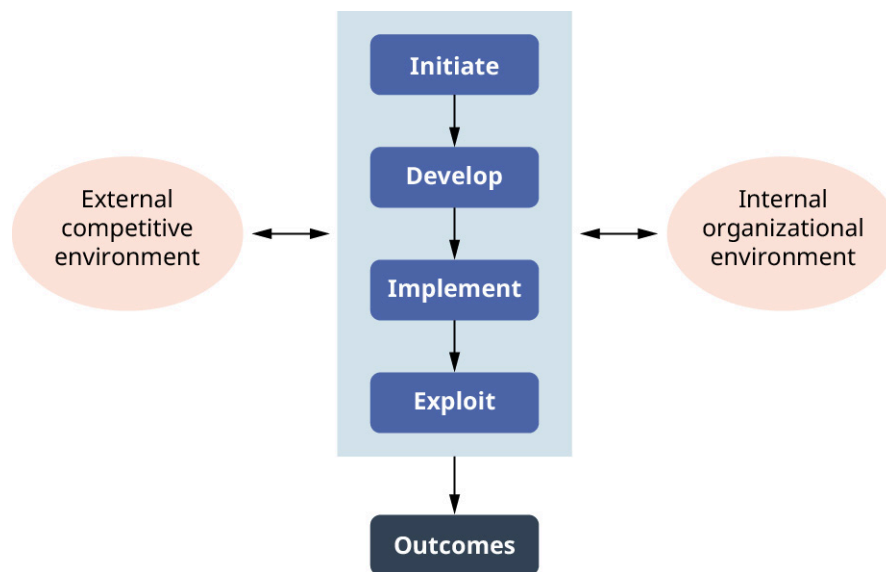 Initiate
Develop
External
competitive
environment
Internal
organizational
environment
Implement
Exploit
Outcomes